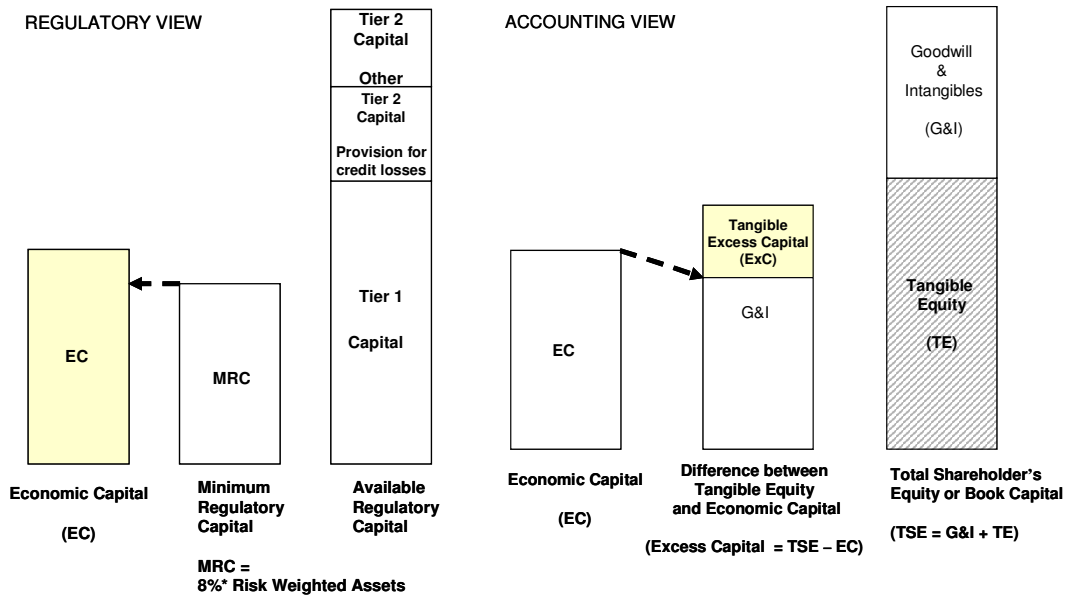 REGULATORY VIEW
Tier 2
Capital
Other
Tier 2
Capital
Provision for
credit losses
Tier 1
Capital
EC
MRC
Economic Capital
(EC)
Minimum
Regulatory
Capital
MRC =
8%* Risk Weighted Assets
Available
Regulatory
Capital
ACCOUNTING VIEW
Goodwill
&
Intangibles
(G&I)
Tangible
Excess Capital
(ExC)
G&I
EC
Tangible
Equity
(TE)
Economic Capital
(EC)
Difference between
Tangible Equity
and Economic Capital
(Excess Capital = TSE – EC)
Total Shareholder's
Equity or Book Capital
(TSE = G&I + TE)